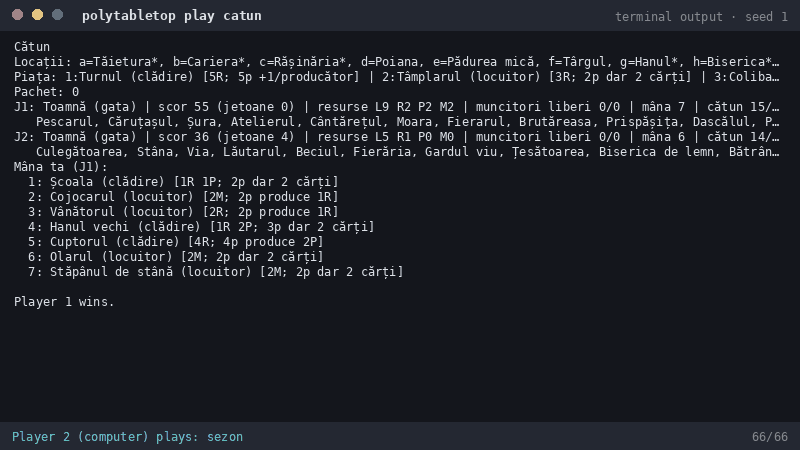 polytabletop play catun
terminal output · seed 1
Cătun
Locații: a=Tăietura*, b=Cariera*, c=Rășinăria*, d=Poiana, e=Pădurea mică, f=Târgul, g=Hanul*, h=Biserica*…
Piața: 1:Turnul (clădire) [5R; 5p +1/producător] | 2:Tâmplarul (locuitor) [3R; 2p dar 2 cărți] | 3:Coliba…
Pachet: 0
J1: Toamnă (gata) | scor 55 (jetoane 0) | resurse L9 R2 P2 M2 | muncitori liberi 0/0 | mâna 7 | cătun 15/…
Pescarul, Căruțașul, Șura, Atelierul, Cântărețul, Moara, Fierarul, Brutăreasa, Prispășița, Dascălul, P…
J2: Toamnă (gata) | scor 36 (jetoane 4) | resurse L5 R1 P0 M0 | muncitori liberi 0/0 | mâna 6 | cătun 14/…
Culegătoarea, Stâna, Via, Lăutarul, Beciul, Fierăria, Gardul viu, Țesătoarea, Biserica de lemn, Bătrân…
Mâna ta (J1):
1: Școala (clădire) [1R 1P; 2p dar 2 cărți]
2: Cojocarul (locuitor) [2M; 2p produce 1R]
3: Vânătorul (locuitor) [2R; 2p produce 1R]
4: Hanul vechi (clădire) [1R 2P; 3p dar 2 cărți]
5: Cuptorul (clădire) [4R; 4p produce 2P]
6: Olarul (locuitor) [2M; 2p dar 2 cărți]
7: Stăpânul de stână (locuitor) [2M; 2p dar 2 cărți]
Player 1 wins.
Player 2 (computer) plays: sezon
66/66